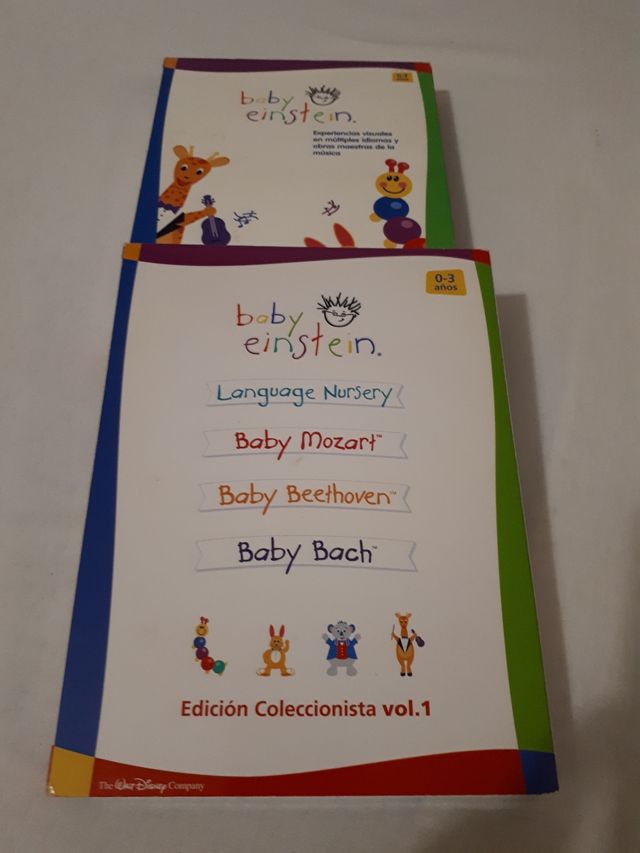 baby
einstein.
0-3
años
Experiencias visuales
en múltiples idiomas y
obras maestras de la
música
0-3
años
baby
einstein.
Language Nursery
Baby Mozart™
Baby Beethoven™
Baby Bach™
Edición Coleccionista vol.1
The Walt Disney Company